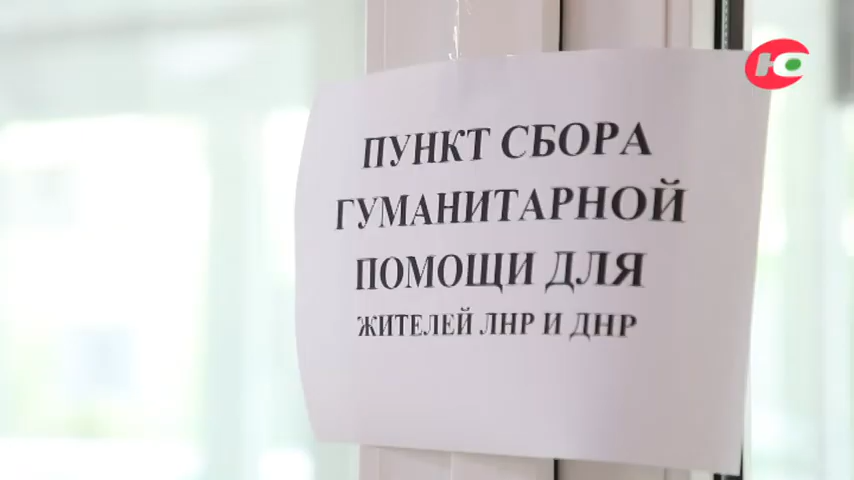 Ю
ПУНКТ СБОРА
ГУМАНИТАРНОЙ
ПОМОЩИ ДЛЯ
ЖИТЕЛЕЙ ЛНР И ДНР